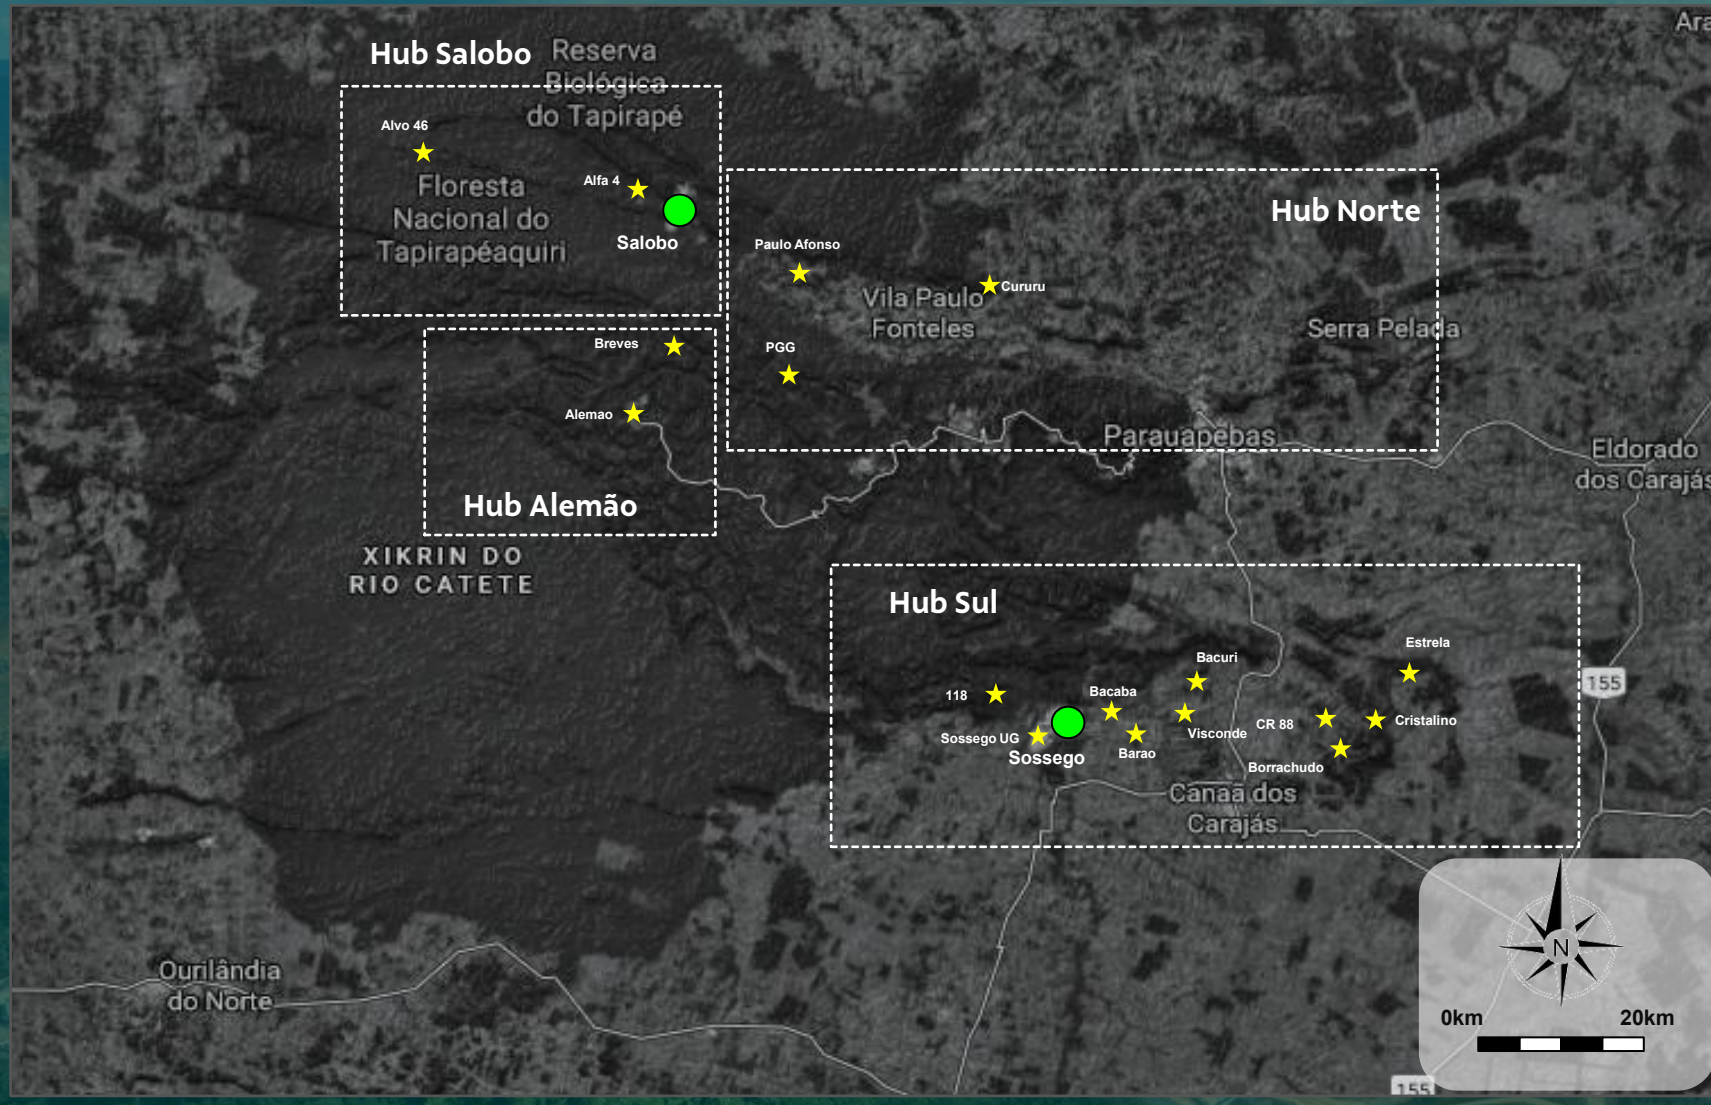 Ara
Hub Salobo
Reserva
Biológica
do Tapirapé
Alvo 46
Alfa 4
Floresta
Nacional do
Tapirapéaquiri
Salobo
Hub Norte
Paulo Afonso
Cururu
Vila Paulo
Fonteles
Serra Pelada
PGG
Breves
Alemao
Parauapebas
Eldorado
dos Carajás
Hub Alemão
XIKRIN DO
RIO CATETE
Hub Sul
Estrela
Bacuri
155
118
Bacaba
CR 88
Cristalino
Visconde
Sossego UG
Sossego
Barao
Borrachudo
Canaã dos
Carajás
N
Ourilândia
do Norte
0km
20km
155